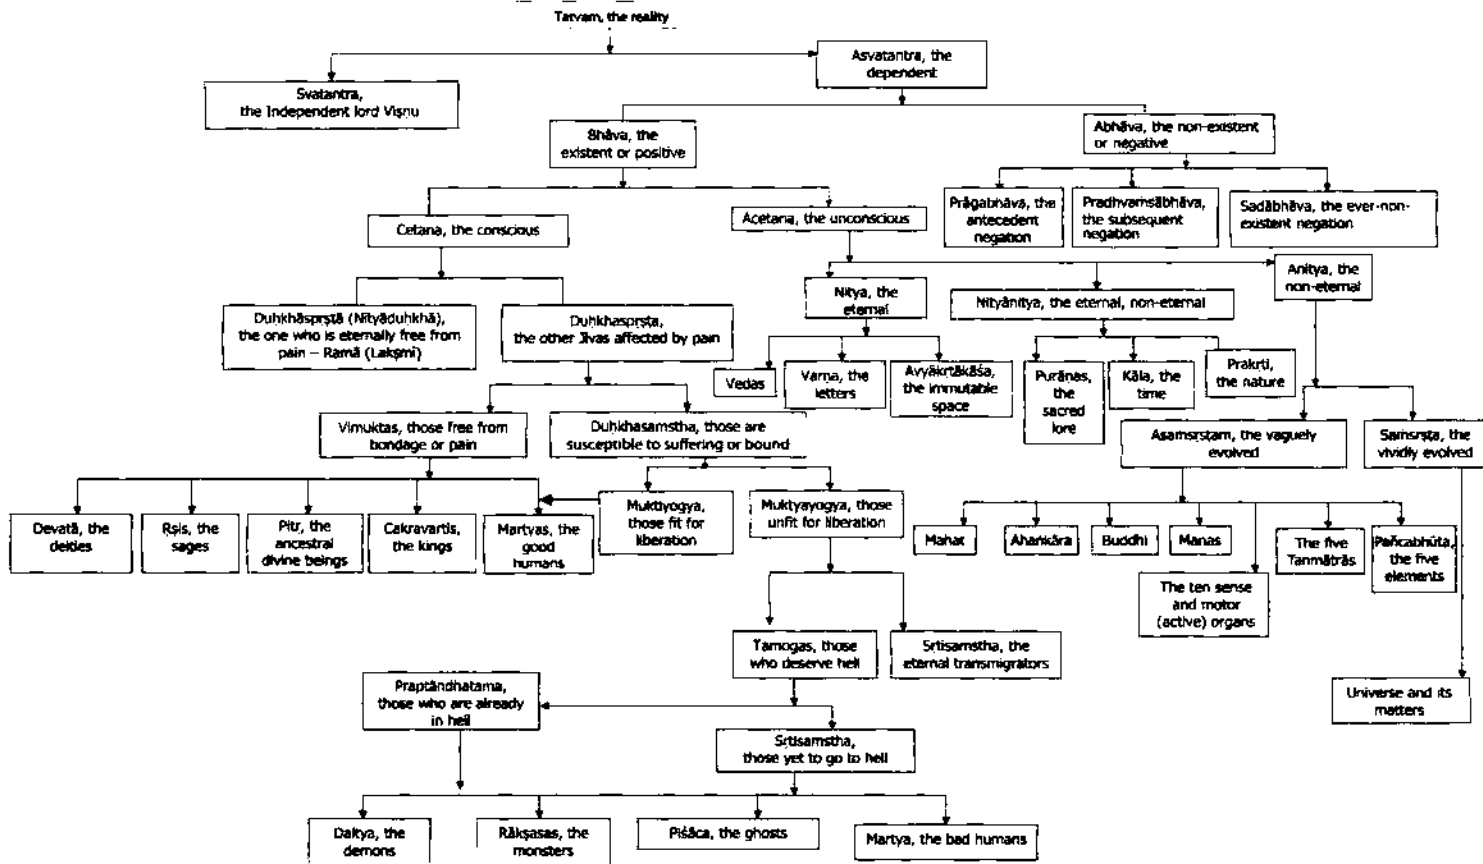 Tatvam, the reality
Asvatantra, the
dependent
Svatantra,
the Independent lord Viṣṇu
Bhāva, the
existent or positive
Abhāva, the non-existent
or negative
Cetana, the conscious
Acetana, the unconscious
Prāgabhāva, the
antecedent
negation
Pradhvaṁsābhāva,
the subsequent
negation
Sadābhāva, the ever-non-
existent negation
Duḥkhāspṛṣṭā (Nityāduḥkhā),
the one who is eternally free from
pain – Ramā (Lakṣmi)
Duḥkhaspṛṣṭa,
the other Jīvas affected by pain
Nitya, the
eternal
Nityānitya, the eternal, non-eternal
Anitya, the
non-eternal
Vedas
Varṇa, the
letters
Avyākṛtākāśa,
the immutable
space
Purāṇas,
the
sacred
lore
Kāla, the
time
Prakṛti,
the nature
Vimuktas, those free from
bondage or pain
Duḥkhasamstha, those are
susceptible to suffering or bound
Asamsṛṣṭam, the vaguely
evolved
Saṁsṛṣṭa, the
vividly evolved
Devatā, the
deities
Ṛṣis, the
sages
Pitṛ, the
ancestral
divine beings
Cakravartis,
the kings
Martyas, the
good
humans
Muktiyogya,
those fit for
liberation
Muktyayogya, those
unfit for liberation
Mahat
Ahankāra
Buddhi
Manas
The ten sense
and motor
(active) organs
The five
Tanmātrās
Pañcabhūta,
the five
elements
Tamogas, those
who deserve hell
Sṛtisamstha, the
eternal transmigrators
Universe and its
matters
Praptāndhatama,
those who are already
in hell
Sṛtisamstha,
those yet to go to hell
Daitya, the
demons
Rākṣasas, the
monsters
Piśāca, the ghosts
Martya, the bad humans